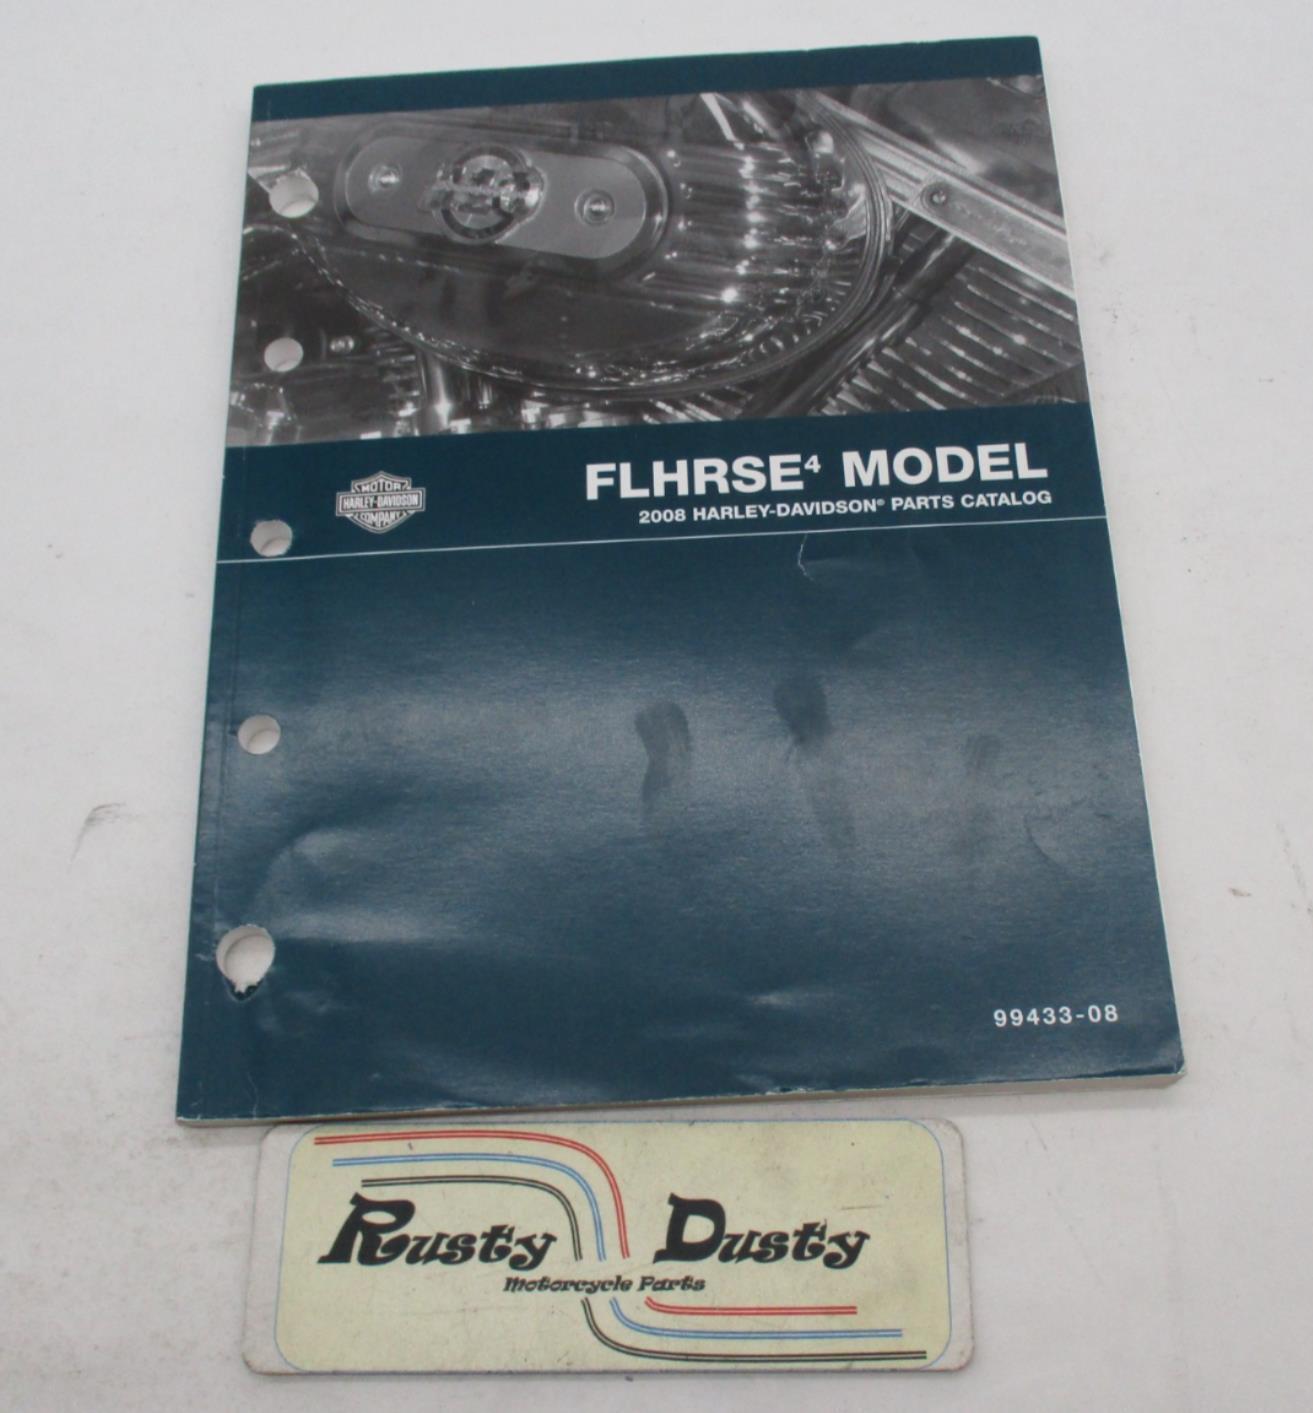 FLHRSE⁴ MODEL
2008 HARLEY-DAVIDSON® PARTS CATALOG
MOTOR
HARLEY-DAVIDSON
COMPANY
99433-08
Rusty Dusty
Motorcycle Parts